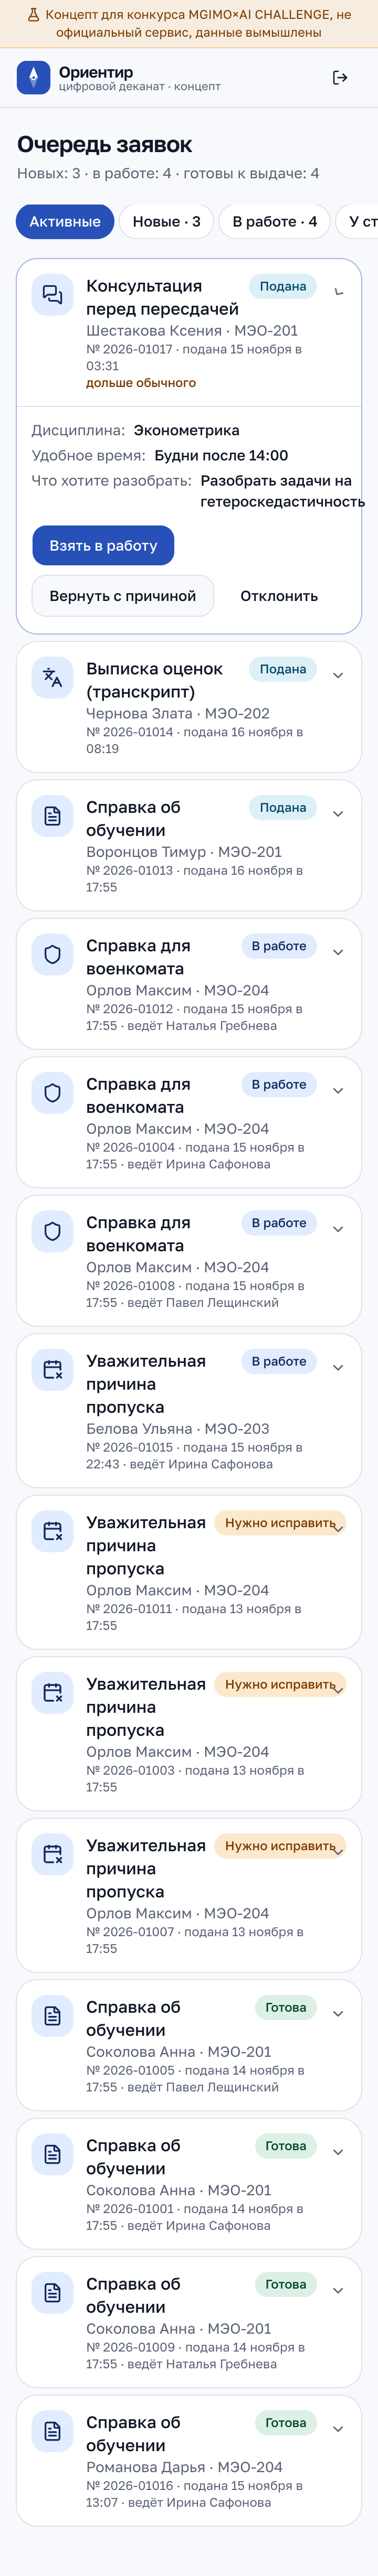 Концепт для конкурса MGIMO×AI CHALLENGE, не
официальный сервис, данные вымышлены
Ориентир
цифровой деканат · концепт
Очередь заявок
Новых: 3 · в работе: 4 · готовы к выдаче: 4
Активные
Новые · 3
В работе · 4
У ст
Консультация
перед пересдачей
Подана
Шестакова Ксения · МЭО-201
№ 2026-01017 · подана 15 ноября в
03:31
дольше обычного
Дисциплина: Эконометрика
Удобное время: Будни после 14:00
Что хотите разобрать: Разобрать задачи на
гетероскедастичность
Взять в работу
Вернуть с причиной
Отклонить
Выписка оценок
(транскрипт)
Подана
Чернова Злата · МЭО-202
№ 2026-01014 · подана 16 ноября в
08:19
Справка об
обучении
Подана
Воронцов Тимур · МЭО-201
№ 2026-01013 · подана 16 ноября в
17:55
Справка для
военкомата
В работе
Орлов Максим · МЭО-204
№ 2026-01012 · подана 15 ноября в
17:55 · ведёт Наталья Гребнева
Справка для
военкомата
В работе
Орлов Максим · МЭО-204
№ 2026-01004 · подана 15 ноября в
17:55 · ведёт Ирина Сафонова
Справка для
военкомата
В работе
Орлов Максим · МЭО-204
№ 2026-01008 · подана 15 ноября в
17:55 · ведёт Павел Лещинский
Уважительная
причина
пропуска
В работе
Белова Ульяна · МЭО-203
№ 2026-01015 · подана 15 ноября в
22:43 · ведёт Ирина Сафонова
Уважительная
причина
пропуска
Нужно исправить
Орлов Максим · МЭО-204
№ 2026-01011 · подана 13 ноября в
17:55
Уважительная
причина
пропуска
Нужно исправить
Орлов Максим · МЭО-204
№ 2026-01003 · подана 13 ноября в
17:55
Уважительная
причина
пропуска
Нужно исправить
Орлов Максим · МЭО-204
№ 2026-01007 · подана 13 ноября в
17:55
Справка об
обучении
Готова
Соколова Анна · МЭО-201
№ 2026-01005 · подана 14 ноября в
17:55 · ведёт Павел Лещинский
Справка об
обучении
Готова
Соколова Анна · МЭО-201
№ 2026-01001 · подана 14 ноября в
17:55 · ведёт Ирина Сафонова
Справка об
обучении
Готова
Соколова Анна · МЭО-201
№ 2026-01009 · подана 14 ноября в
17:55 · ведёт Наталья Гребнева
Справка об
обучении
Готова
Романова Дарья · МЭО-204
№ 2026-01016 · подана 15 ноября в
13:07 · ведёт Ирина Сафонова